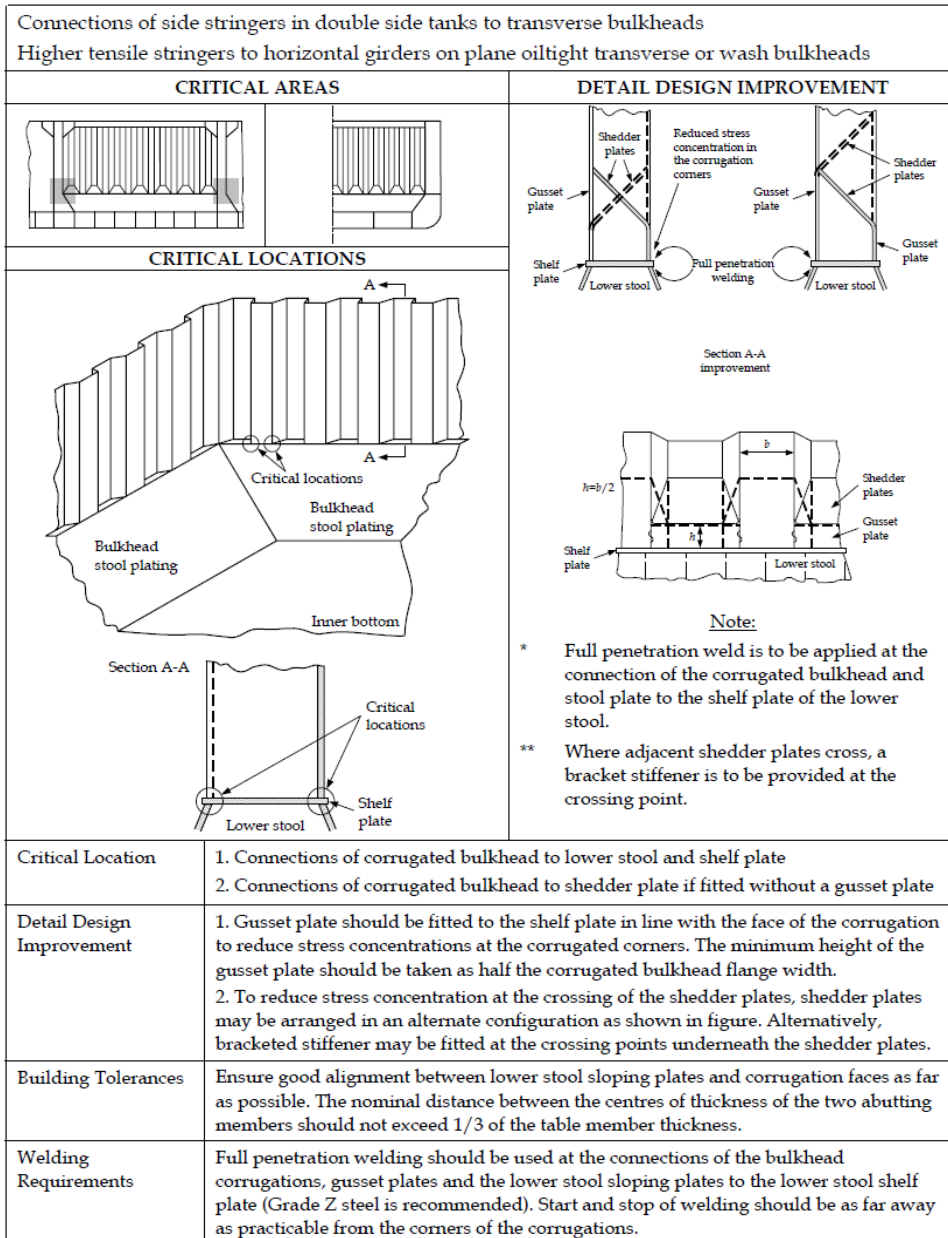 Connections of side stringers in double side tanks to transverse bulkheads
Higher tensile stringers to horizontal girders on plane oiltight transverse or wash bulkheads
CRITICAL AREAS
DETAIL DESIGN IMPROVEMENT
Shedder
plates
Reduced stress
concentration in
the corrugation
corners
Gusset
plate
Shelf
plate
Lower stool
Full penetration
welding
Shedder
plates
Gusset
plate
Gusset
plate
Lower stool
Section A-A
improvement
b
h=b/2
h
Shedder
plates
Gusset
plate
Shelf
plate
Lower stool
Note:
* Full penetration weld is to be applied at the
connection of the corrugated bulkhead and
stool plate to the shelf plate of the lower
stool.
** Where adjacent shedder plates cross, a
bracket stiffener is to be provided at the
crossing point.
CRITICAL LOCATIONS
A
A
Critical locations
Bulkhead
stool plating
Bulkhead
stool plating
Inner bottom
Section A-A
Critical
locations
Shelf
plate
Lower stool
Critical Location
1. Connections of corrugated bulkhead to lower stool and shelf plate
2. Connections of corrugated bulkhead to shedder plate if fitted without a gusset plate
Detail Design
Improvement
1. Gusset plate should be fitted to the shelf plate in line with the face of the corrugation
to reduce stress concentrations at the corrugated corners. The minimum height of the
gusset plate should be taken as half the corrugated bulkhead flange width.
2. To reduce stress concentration at the crossing of the shedder plates, shedder plates
may be arranged in an alternate configuration as shown in figure. Alternatively,
bracketed stiffener may be fitted at the crossing points underneath the shedder plates.
Building Tolerances
Ensure good alignment between lower stool sloping plates and corrugation faces as far
as possible. The nominal distance between the centres of thickness of the two abutting
members should not exceed 1/3 of the table member thickness.
Welding
Requirements
Full penetration welding should be used at the connections of the bulkhead
corrugations, gusset plates and the lower stool sloping plates to the lower stool shelf
plate (Grade Z steel is recommended). Start and stop of welding should be as far away
as practicable from the corners of the corrugations.